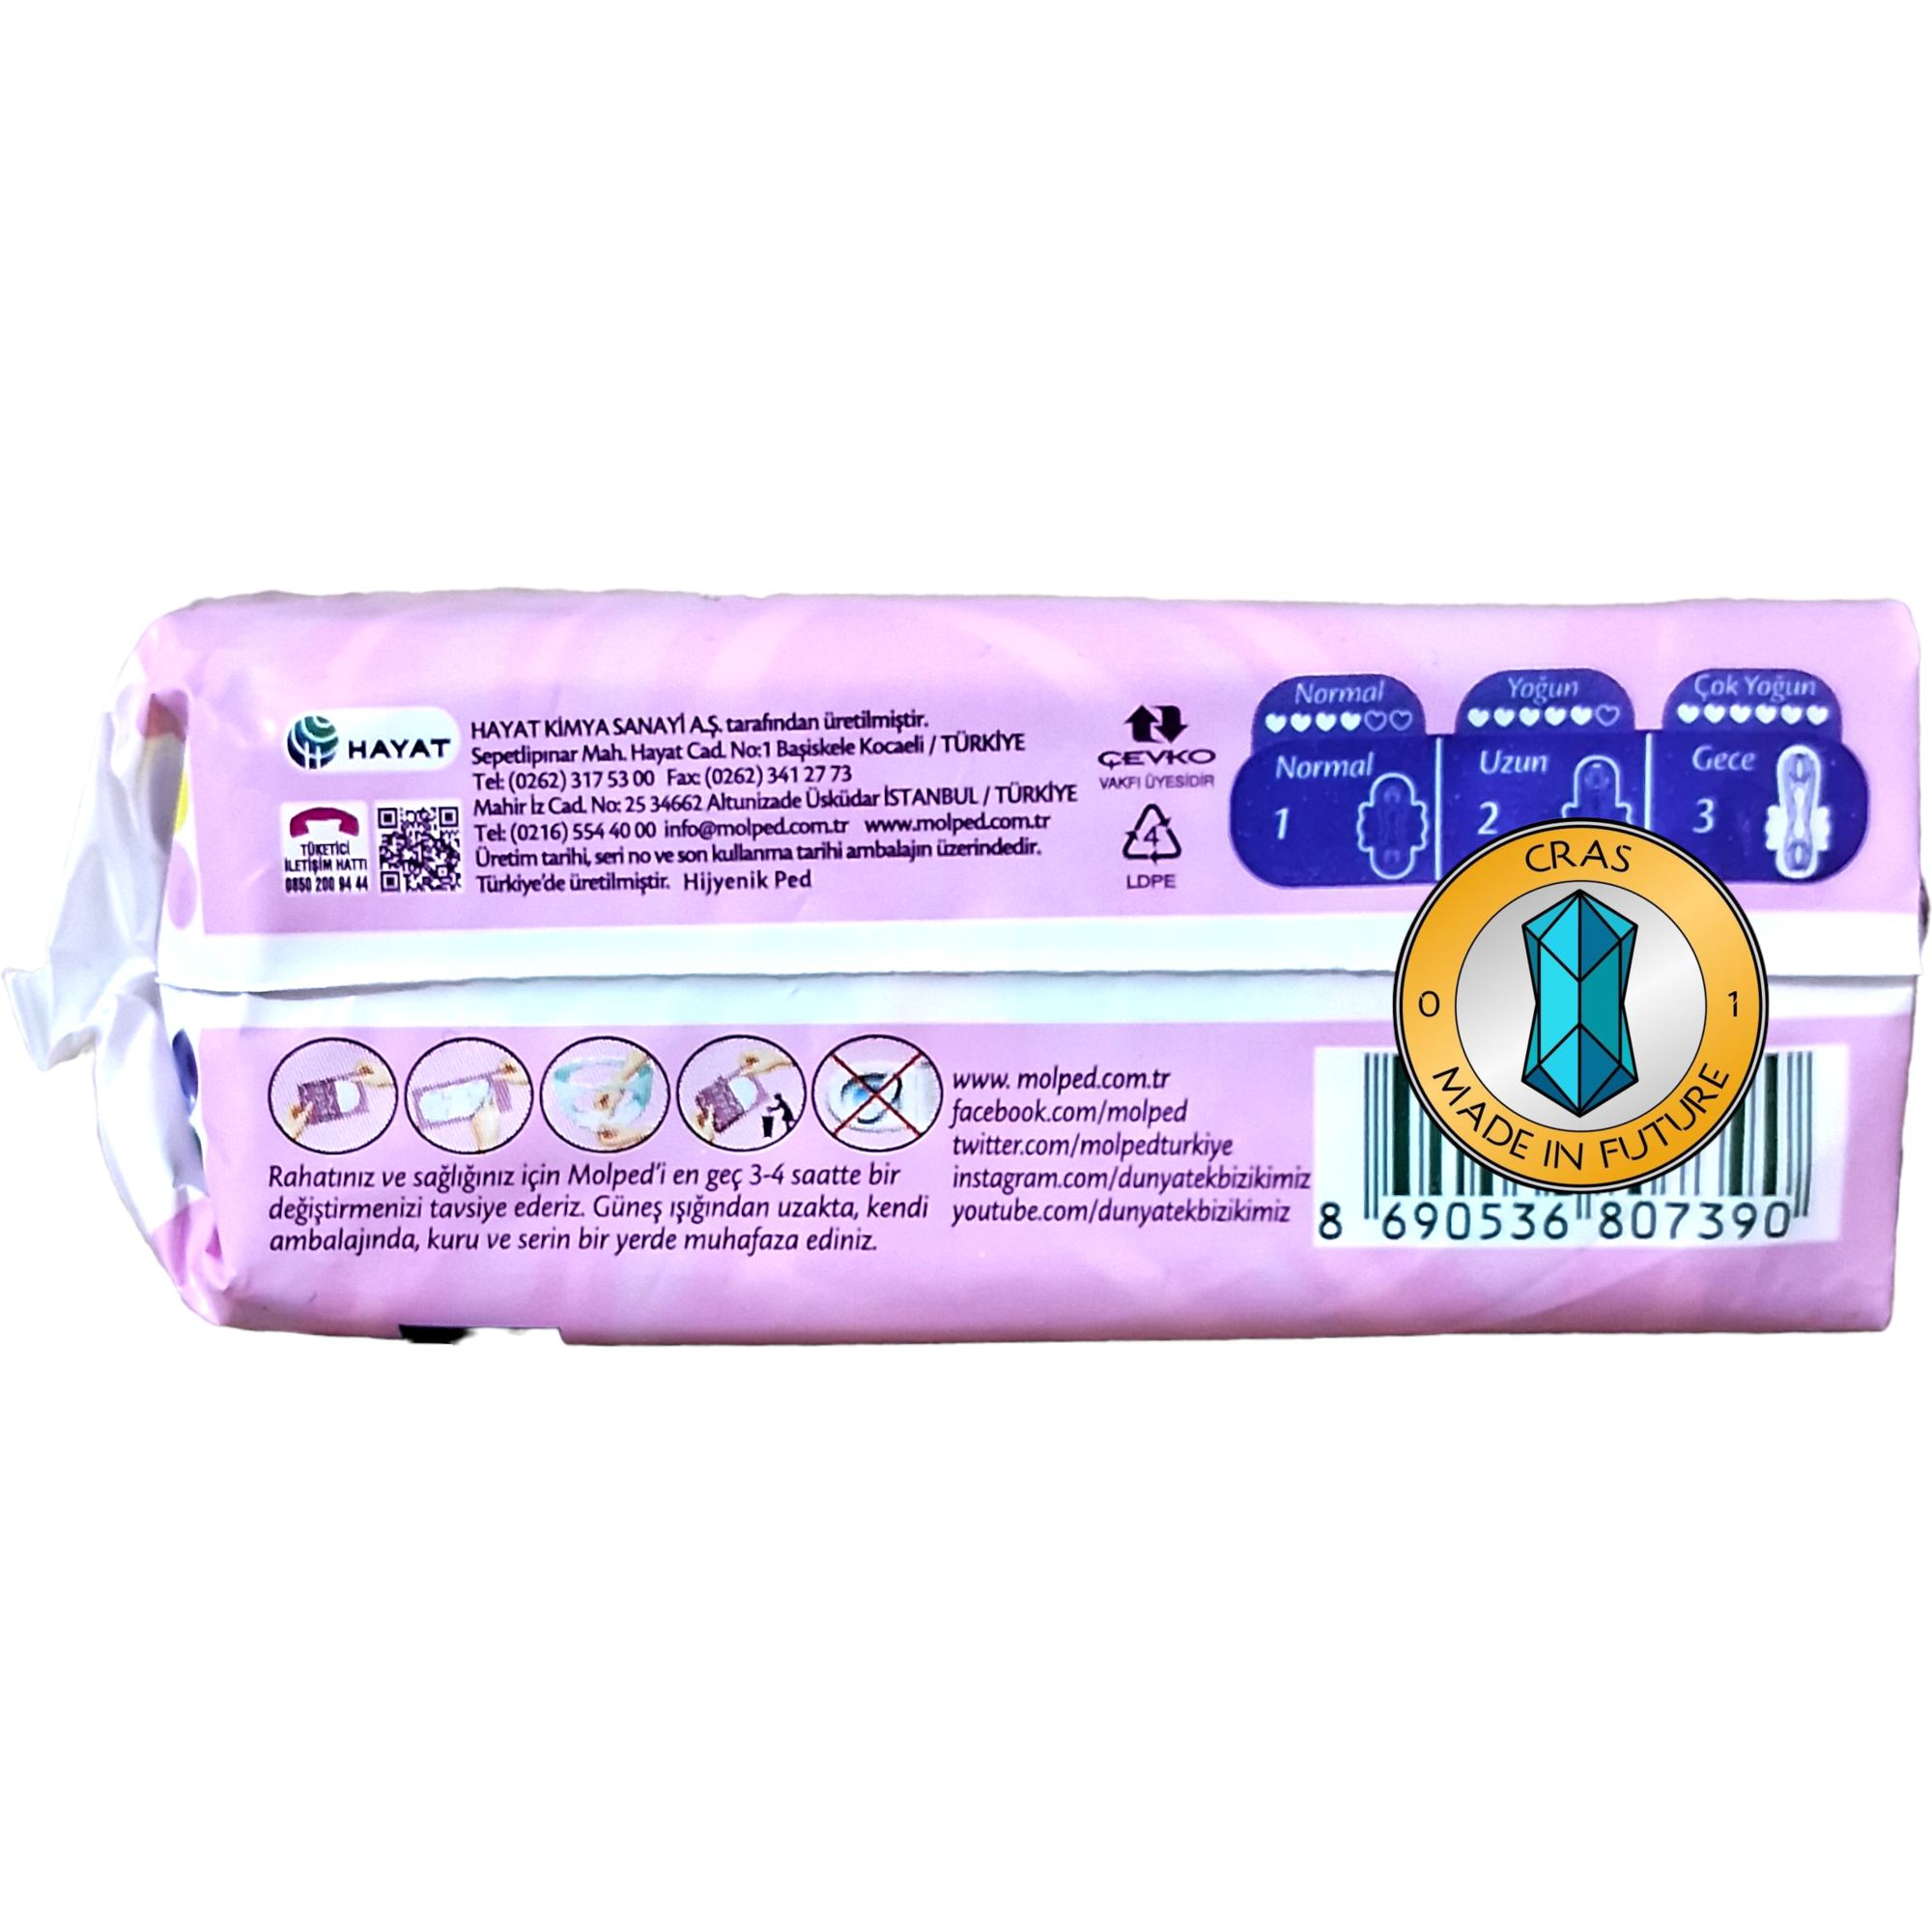 HAYAT
HAYAT KİMYA SANAYİ A.Ş. tarafından üretilmiştir.
Sepetlipınar Mah. Hayat Cad. No:1 Başiskele Kocaeli / TÜRKİYE
Tel: (0262) 317 53 00 Fax: (0262) 341 27 73
Mahir İz Cad. No: 25 34662 Altunizade Üsküdar İSTANBUL / TÜRKİYE
Tel: (0216) 554 40 00 info@molped.com.tr www.molped.com.tr
Üretim tarihi, seri no ve son kullanma tarihi ambalajın üzerindedir.
Türkiye'de üretilmiştir. Hijyenik Ped
TÜKETİCİ
İLETİŞİM HATTI
0850 200 94 44
ÇEVKO
VAKFI ÜYESİDİR
4
LDPE
Normal
Normal
1
Yoğun
Uzun
2
Çok Yoğun
Gece
3
CRAS
0 1
MADE IN FUTURE
Rahatınız ve sağlığınız için Molped'i en geç 3-4 saatte bir
değiştirmenizi tavsiye ederiz. Güneş ışığından uzakta, kendi
ambalajında, kuru ve serin bir yerde muhafaza ediniz.
www. molped.com.tr
facebook.com/molped
twitter.com/molpedturkiye
instagram.com/dunyatekbizikimiz
youtube.com/dunyatekbizikimiz
8 690536 807390